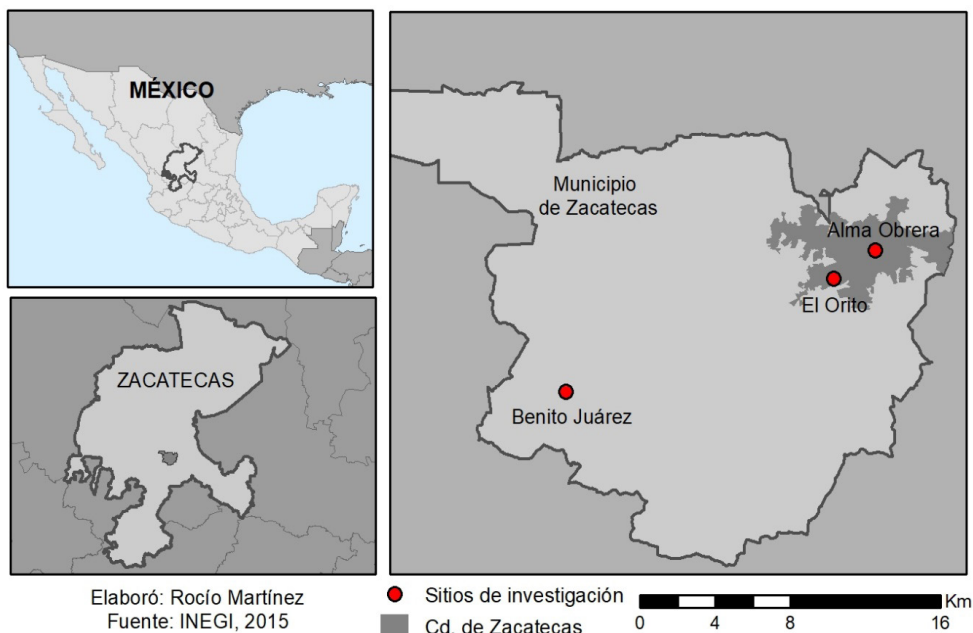 MÉXICO
ZACATECAS
Municipio
de Zacatecas
Alma Obrera
El Orito
Benito Juárez
Elaboró: Rocío Martínez
Fuente: INEGI, 2015
Sitios de investigación
Cd. de Zacatecas
Km
0 4 8 16